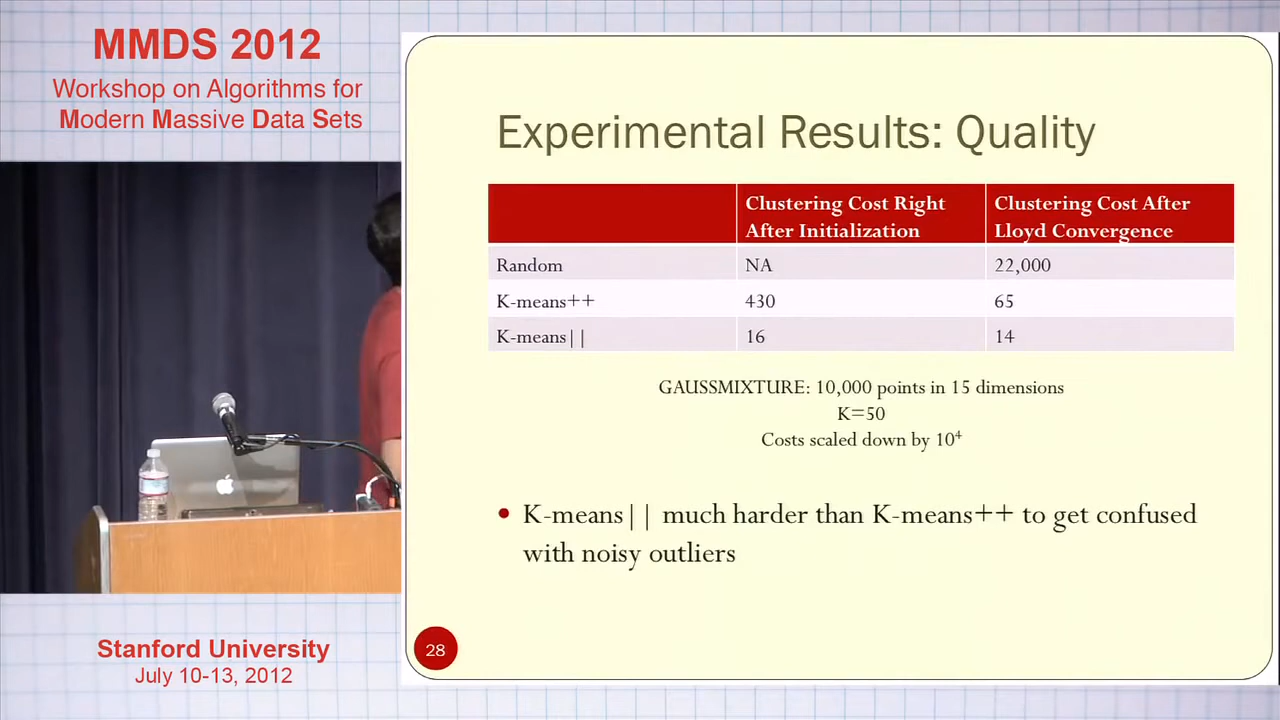 MMDS 2012
Workshop on Algorithms for
Modern Massive Data Sets
Experimental Results: Quality
Clustering Cost Right After Initialization
Clustering Cost After Lloyd Convergence
Random NA 22,000
K-means++ 430 65
K-means|| 16 14
GAUSSMIXTURE: 10,000 points in 15 dimensions
K=50
Costs scaled down by 10⁴
• K-means|| much harder than K-means++ to get confused
with noisy outliers
28
Stanford University
July 10-13, 2012